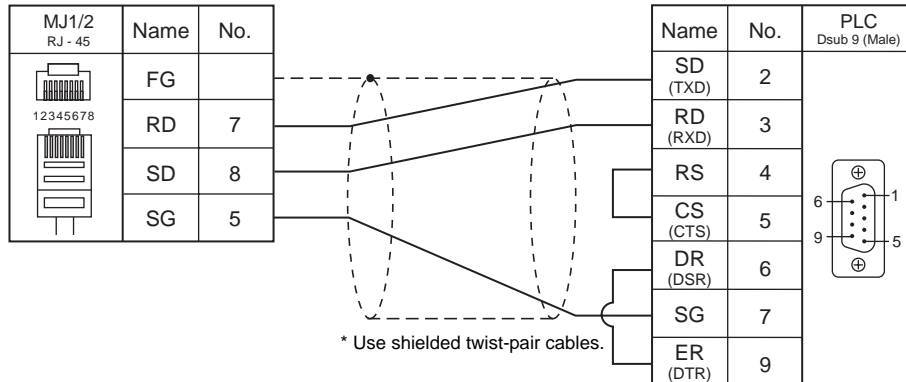 MJ1/2
RJ - 45
Name No.
12345678
FG
RD 7
SD 8
SG 5
* Use shielded twist-pair cables.
Name No.
PLC
Dsub 9 (Male)
SD
(TXD)
2
RD
(RXD)
3
RS 4
CS
(CTS)
5
DR
(DSR)
6
SG 7
ER
(DTR)
9
6 1
9 5